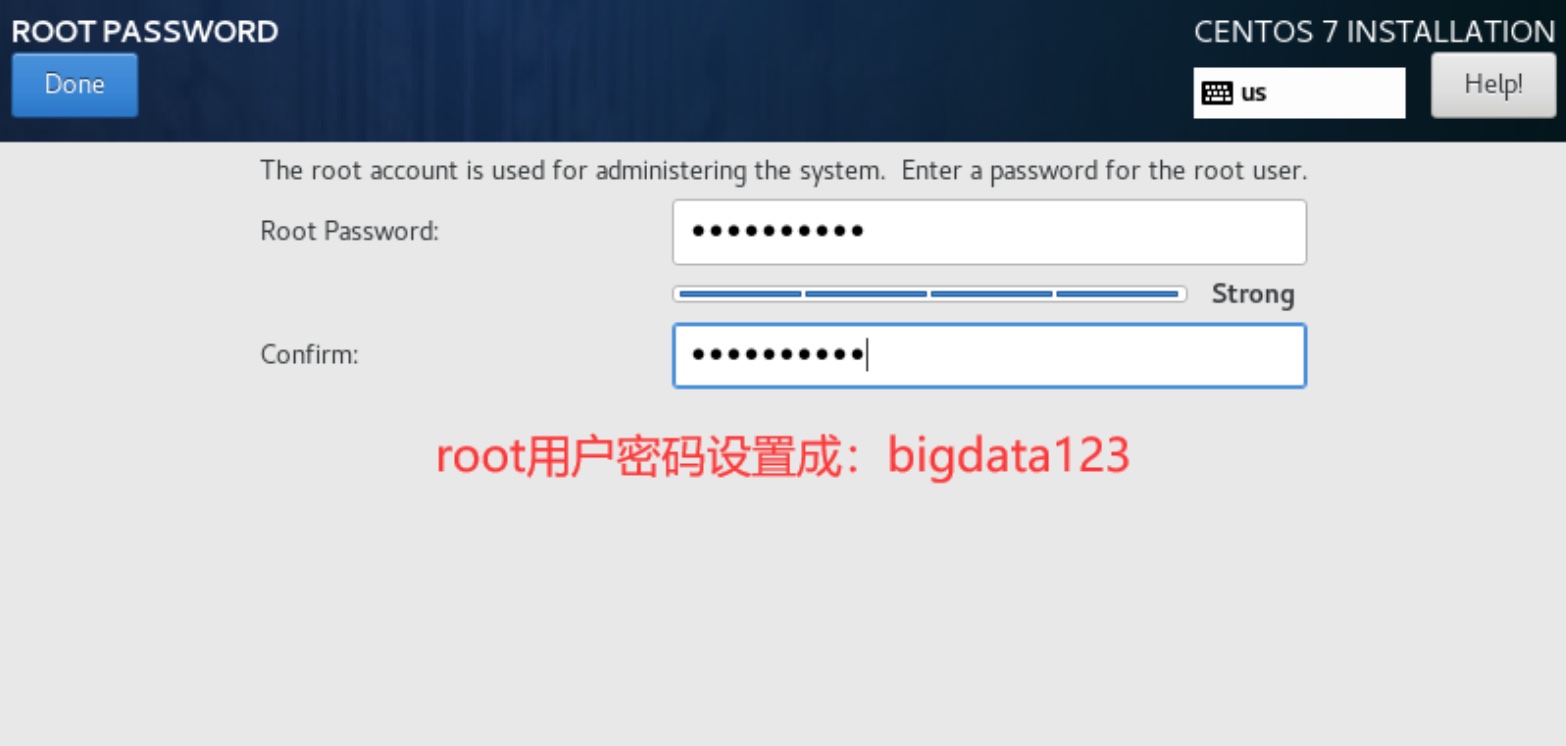 ROOT PASSWORD
CENTOS 7 INSTALLATION
Done
us
Help!
The root account is used for administering the system. Enter a password for the root user.
Root Password:
●●●●●●●●●●
Strong
Confirm:
●●●●●●●●●●
root用户密码设置成：bigdata123